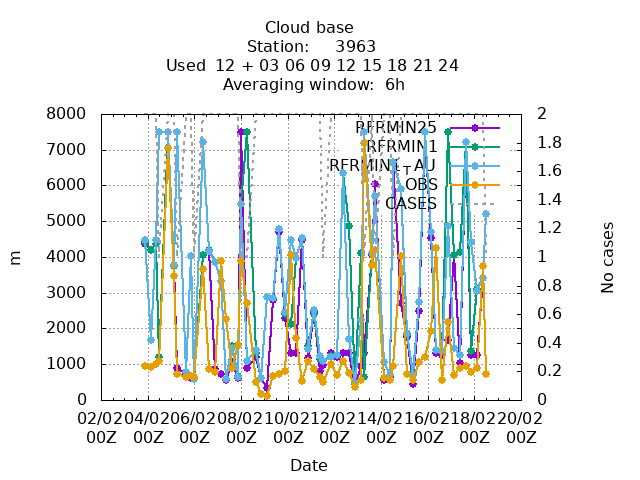 Cloud base
Station: 3963
Used 12 + 03 06 09 12 15 18 21 24
Averaging window: 6h
8000
7000
6000
5000
4000
3000
2000
1000
0
m
2
1.8
1.6
1.4
1.2
1
0.8
0.6
0.4
0.2
0
No cases
RFRMIN25
RFRMIN1
RFRMIN1_TAU
OBS
CASES
02/02 04/02 06/02 08/02 10/02 12/02 14/02 16/02 18/02 20/02
00Z 00Z 00Z 00Z 00Z 00Z 00Z 00Z 00Z 00Z
Date